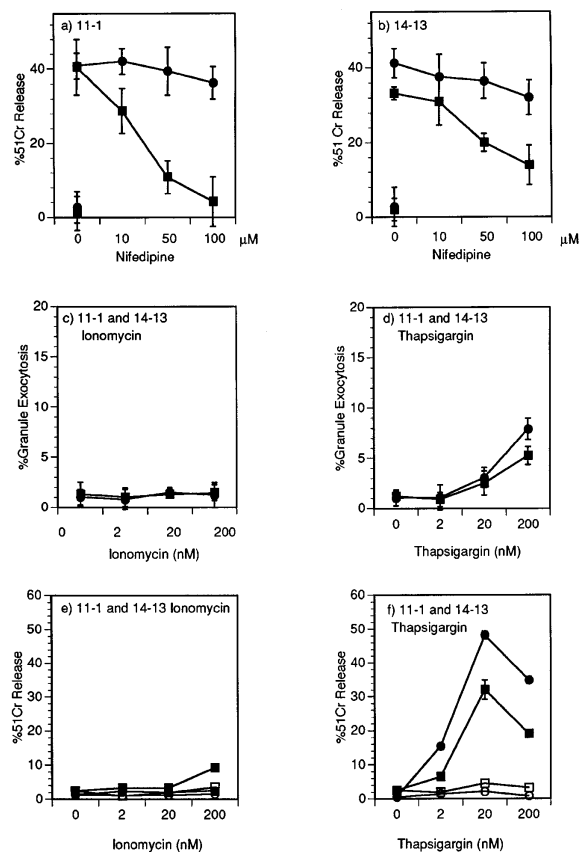 a) 11-1
%51Cr Release
40
20
0
0 10 50 100 μM
Nifedipine
b) 14-13
%51 Cr Release
40
20
0
0 10 50 100 μM
Nifedipine
c) 11-1 and 14-13
Ionomycin
%Granule Exocytosis
20
15
10
5
0
0 2 20 200
Ionomycin (nM)
d) 11-1 and 14-13
Thapsigargin
%Granule Exocytosis
20
15
10
5
0
0 2 20 200
Thapsigargin (nM)
e) 11-1 and 14-13 Ionomycin
%51Cr Release
60
50
40
30
20
10
0
0 2 20 200
Ionomycin (nM)
f) 11-1 and 14-13
Thapsigargin
%51Cr Release
60
50
40
30
20
10
0
0 2 20 200
Thapsigargin (nM)